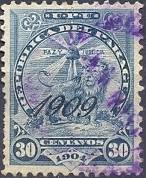 REPUBLICA DEL PARAGUAY
PAZ Y JUSTICIA
1909
30 CENTAVOS 30
1904